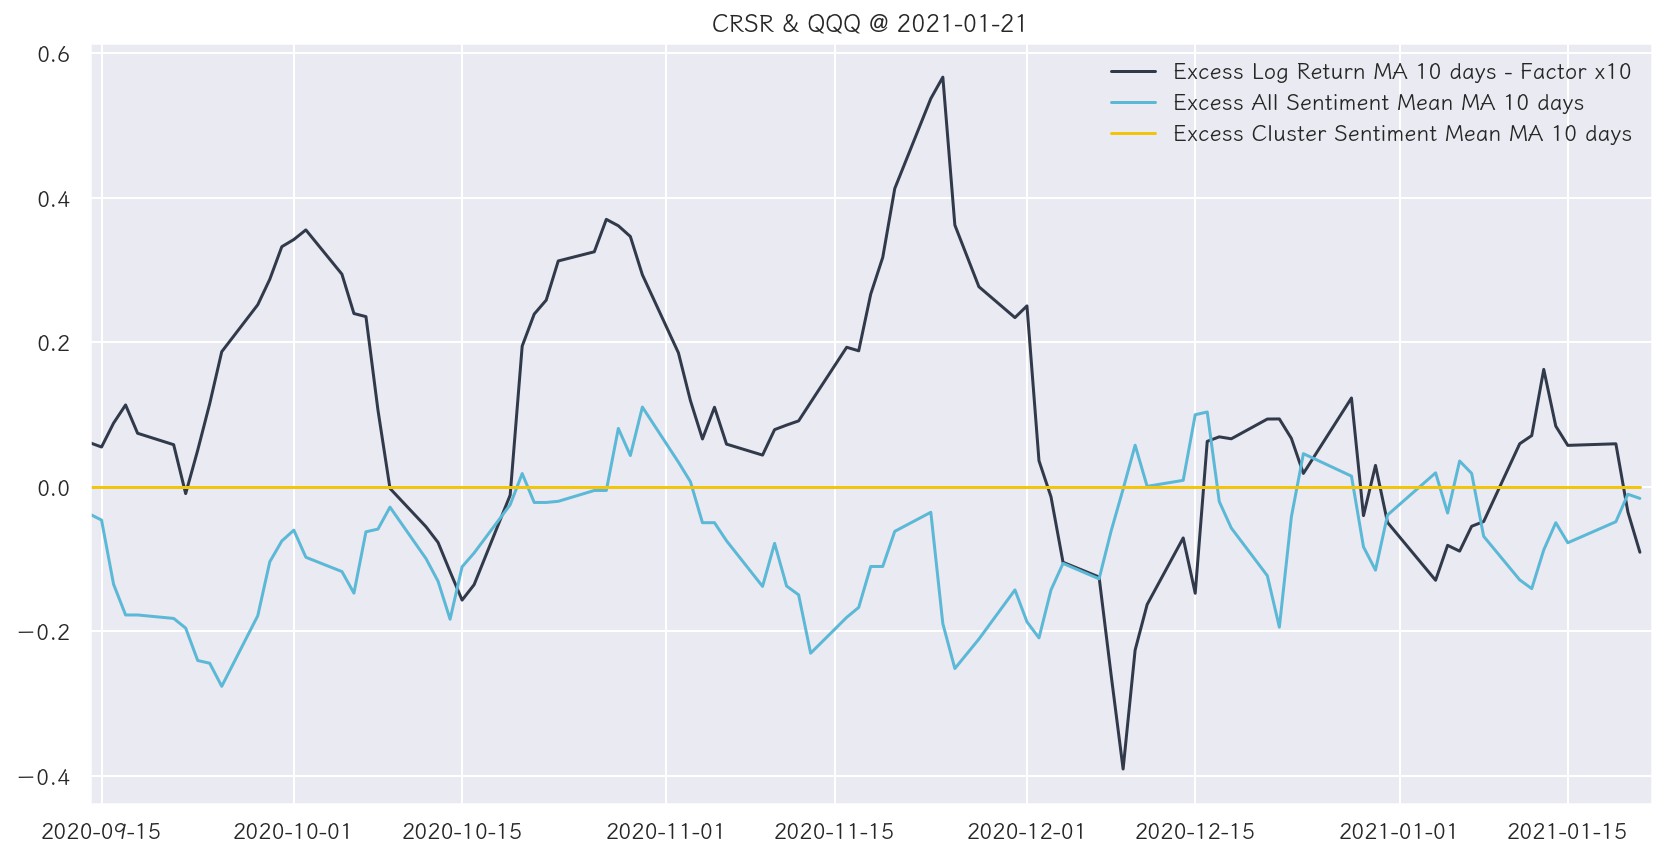 CRSR & QQQ @ 2021-01-21
Excess Log Return MA 10 days - Factor x10
Excess All Sentiment Mean MA 10 days
Excess Cluster Sentiment Mean MA 10 days
0.6
0.4
0.2
0.0
−0.2
−0.4
2020-09-15 2020-10-01 2020-10-15 2020-11-01 2020-11-15 2020-12-01 2020-12-15 2021-01-01 2021-01-15